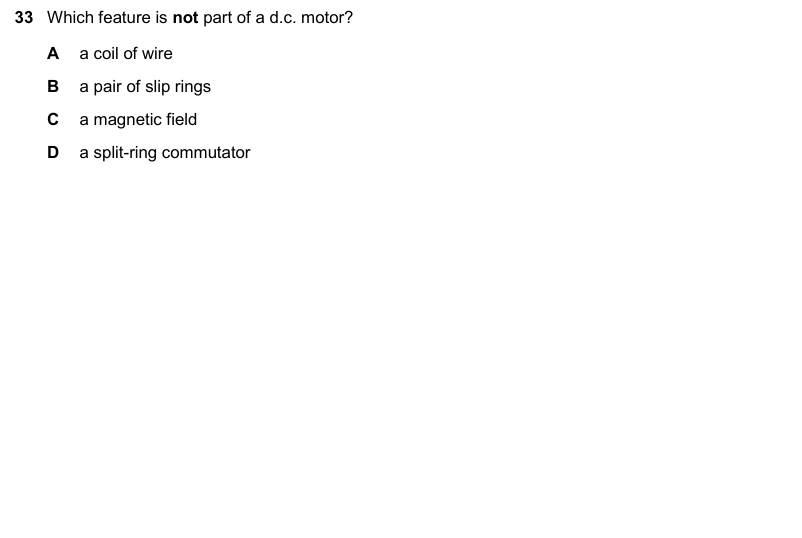 33 Which feature is not part of a d.c. motor?
A a coil of wire
B a pair of slip rings
C a magnetic field
D a split-ring commutator